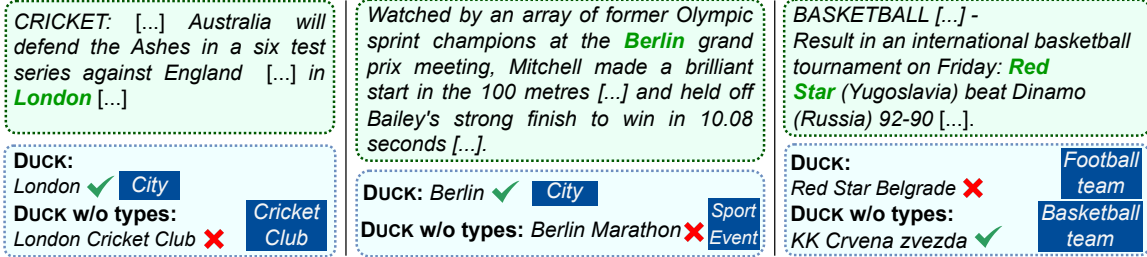 CRICKET: [...] Australia will
defend the Ashes in a six test
series against England [...] in
London [...]
DUCK:
London City
DUCK w/o types:
London Cricket Club
Cricket
Club
Watched by an array of former Olympic
sprint champions at the Berlin grand
prix meeting, Mitchell made a brilliant
start in the 100 metres [...] and held off
Bailey's strong finish to win in 10.08
seconds [...].
DUCK: Berlin City
DUCK w/o types: Berlin Marathon
Sport
Event
BASKETBALL [...] -
Result in an international basketball
tournament on Friday: Red
Star (Yugoslavia) beat Dinamo
(Russia) 92-90 [...].
DUCK:
Red Star Belgrade
Football
team
DUCK w/o types:
KK Crvena zvezda
Basketball
team